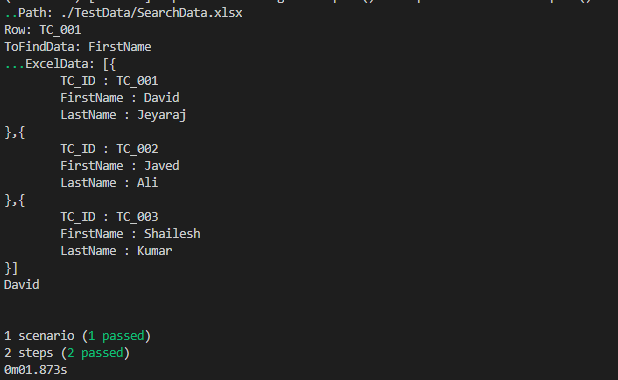 ..Path: ./TestData/SearchData.xlsx
Row: TC_001
ToFindData: FirstName
...ExcelData: [{
        TC_ID : TC_001
        FirstName : David
        LastName : Jeyaraj
},{
        TC_ID : TC_002
        FirstName : Javed
        LastName : Ali
},{
        TC_ID : TC_003
        FirstName : Shailesh
        LastName : Kumar
}]
David
1 scenario (1 passed)
2 steps (2 passed)
0m01.873s